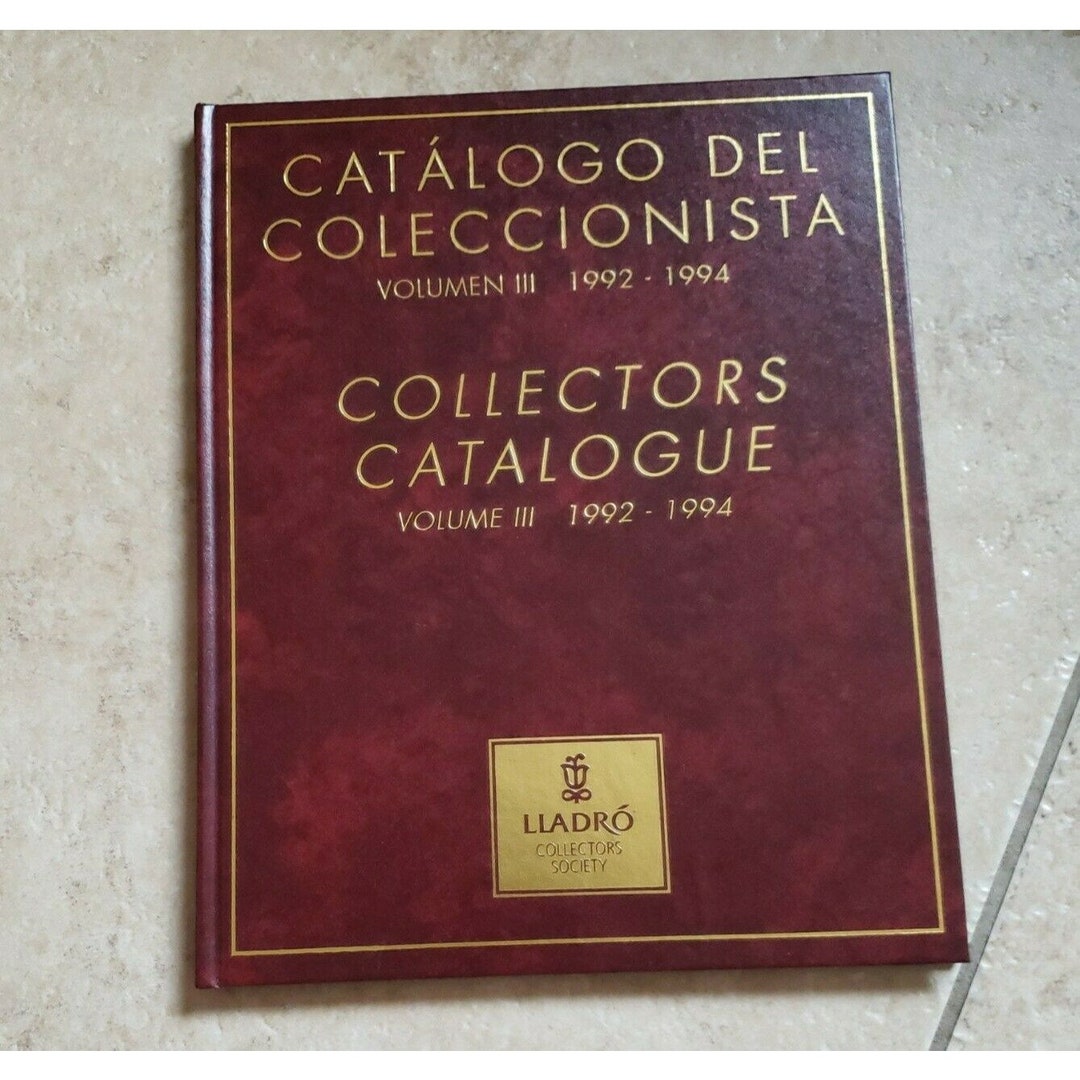 CATÁLOGO DEL
COLECCIONISTA
VOLUMEN III 1992 - 1994
COLLECTORS
CATALOGUE
VOLUME III 1992 - 1994
LLADRÓ
COLLECTORS
SOCIETY